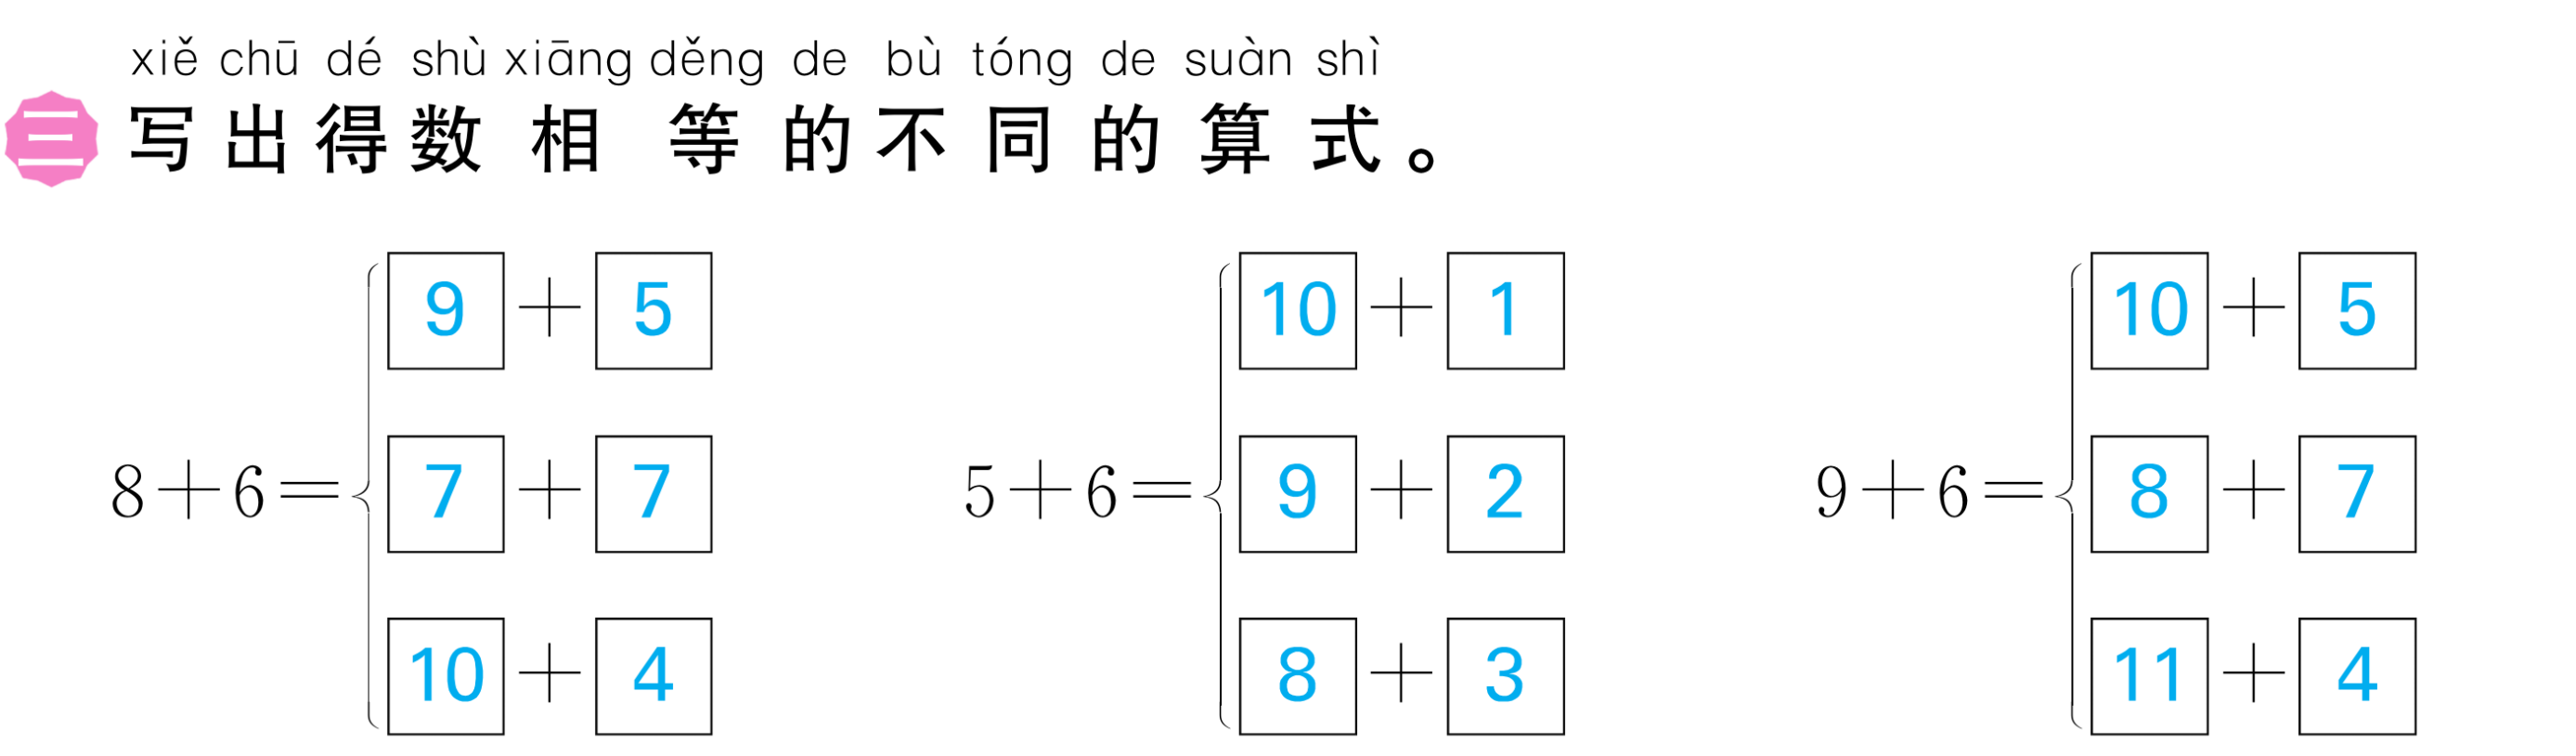 xiě chū dé shù xiāng děng de bù tóng de suàn shì
三 写出得数相等的不同的算式。
9+5 10+1 10+5
8+6= 7+7 5+6= 9+2 9+6= 8+7
10+4 8+3 11+4